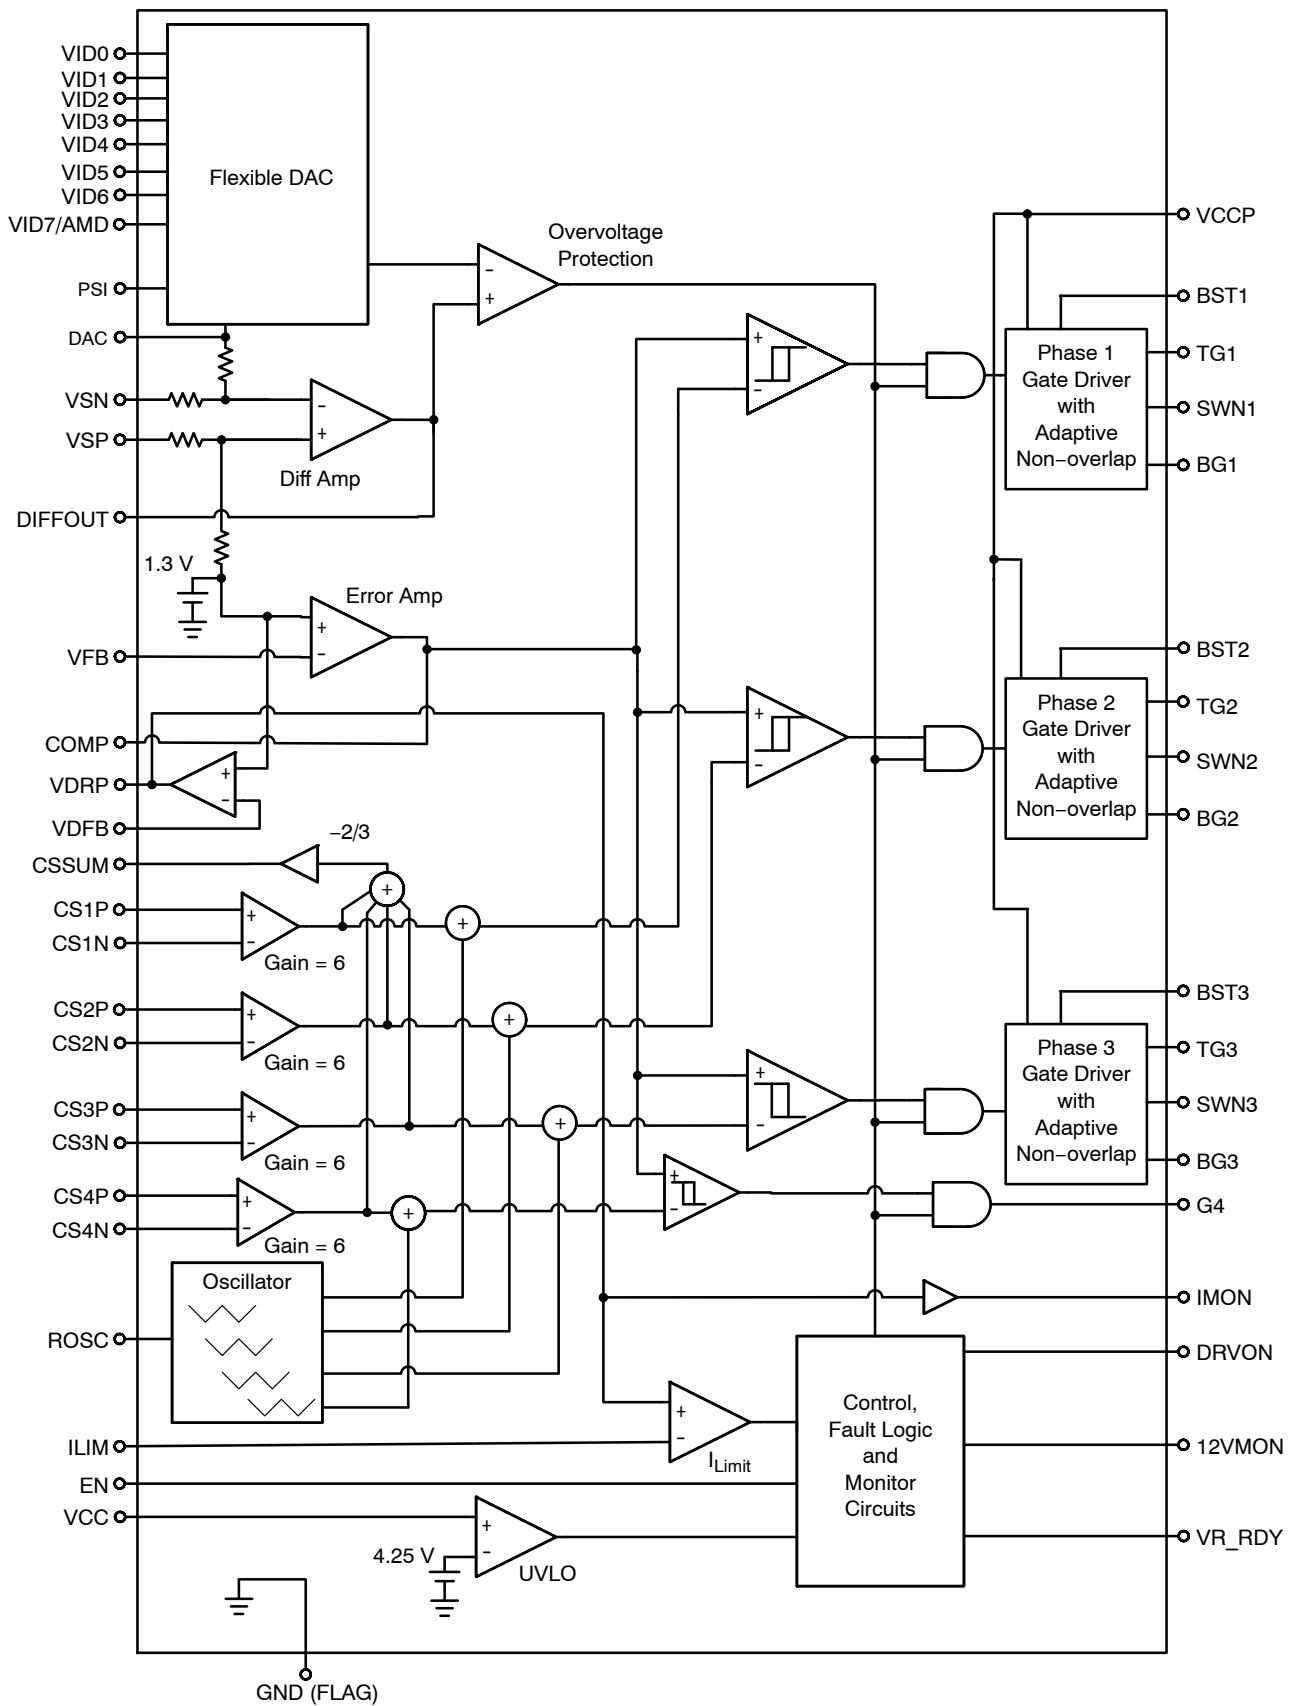 VID0
VID1
VID2
VID3
VID4
VID5
VID6
VID7/AMD
PSI
DAC
VSN
VSP
DIFFOUT
Flexible DAC
Overvoltage
Protection
-
+
-
+
Diff Amp
1.3 V
Error Amp
+
-
VFB
COMP
VDRP
VDFB
+
-
CSSUM
−2/3
+
CS1P
CS1N
+
-
Gain = 6
+
CS2P
CS2N
+
-
Gain = 6
+
CS3P
CS3N
+
-
Gain = 6
+
CS4P
CS4N
+
-
Gain = 6
+
Oscillator
ROSC
ILIM
EN
VCC
+
-
+
-
+
-
+
-
+
-
ILimit
4.25 V
+
-
UVLO
Control,
Fault Logic
and
Monitor
Circuits
GND (FLAG)
Phase 1
Gate Driver
with
Adaptive
Non−overlap
Phase 2
Gate Driver
with
Adaptive
Non−overlap
Phase 3
Gate Driver
with
Adaptive
Non−overlap
VCCP
BST1
TG1
SWN1
BG1
BST2
TG2
SWN2
BG2
BST3
TG3
SWN3
BG3
G4
IMON
DRVON
12VMON
VR_RDY